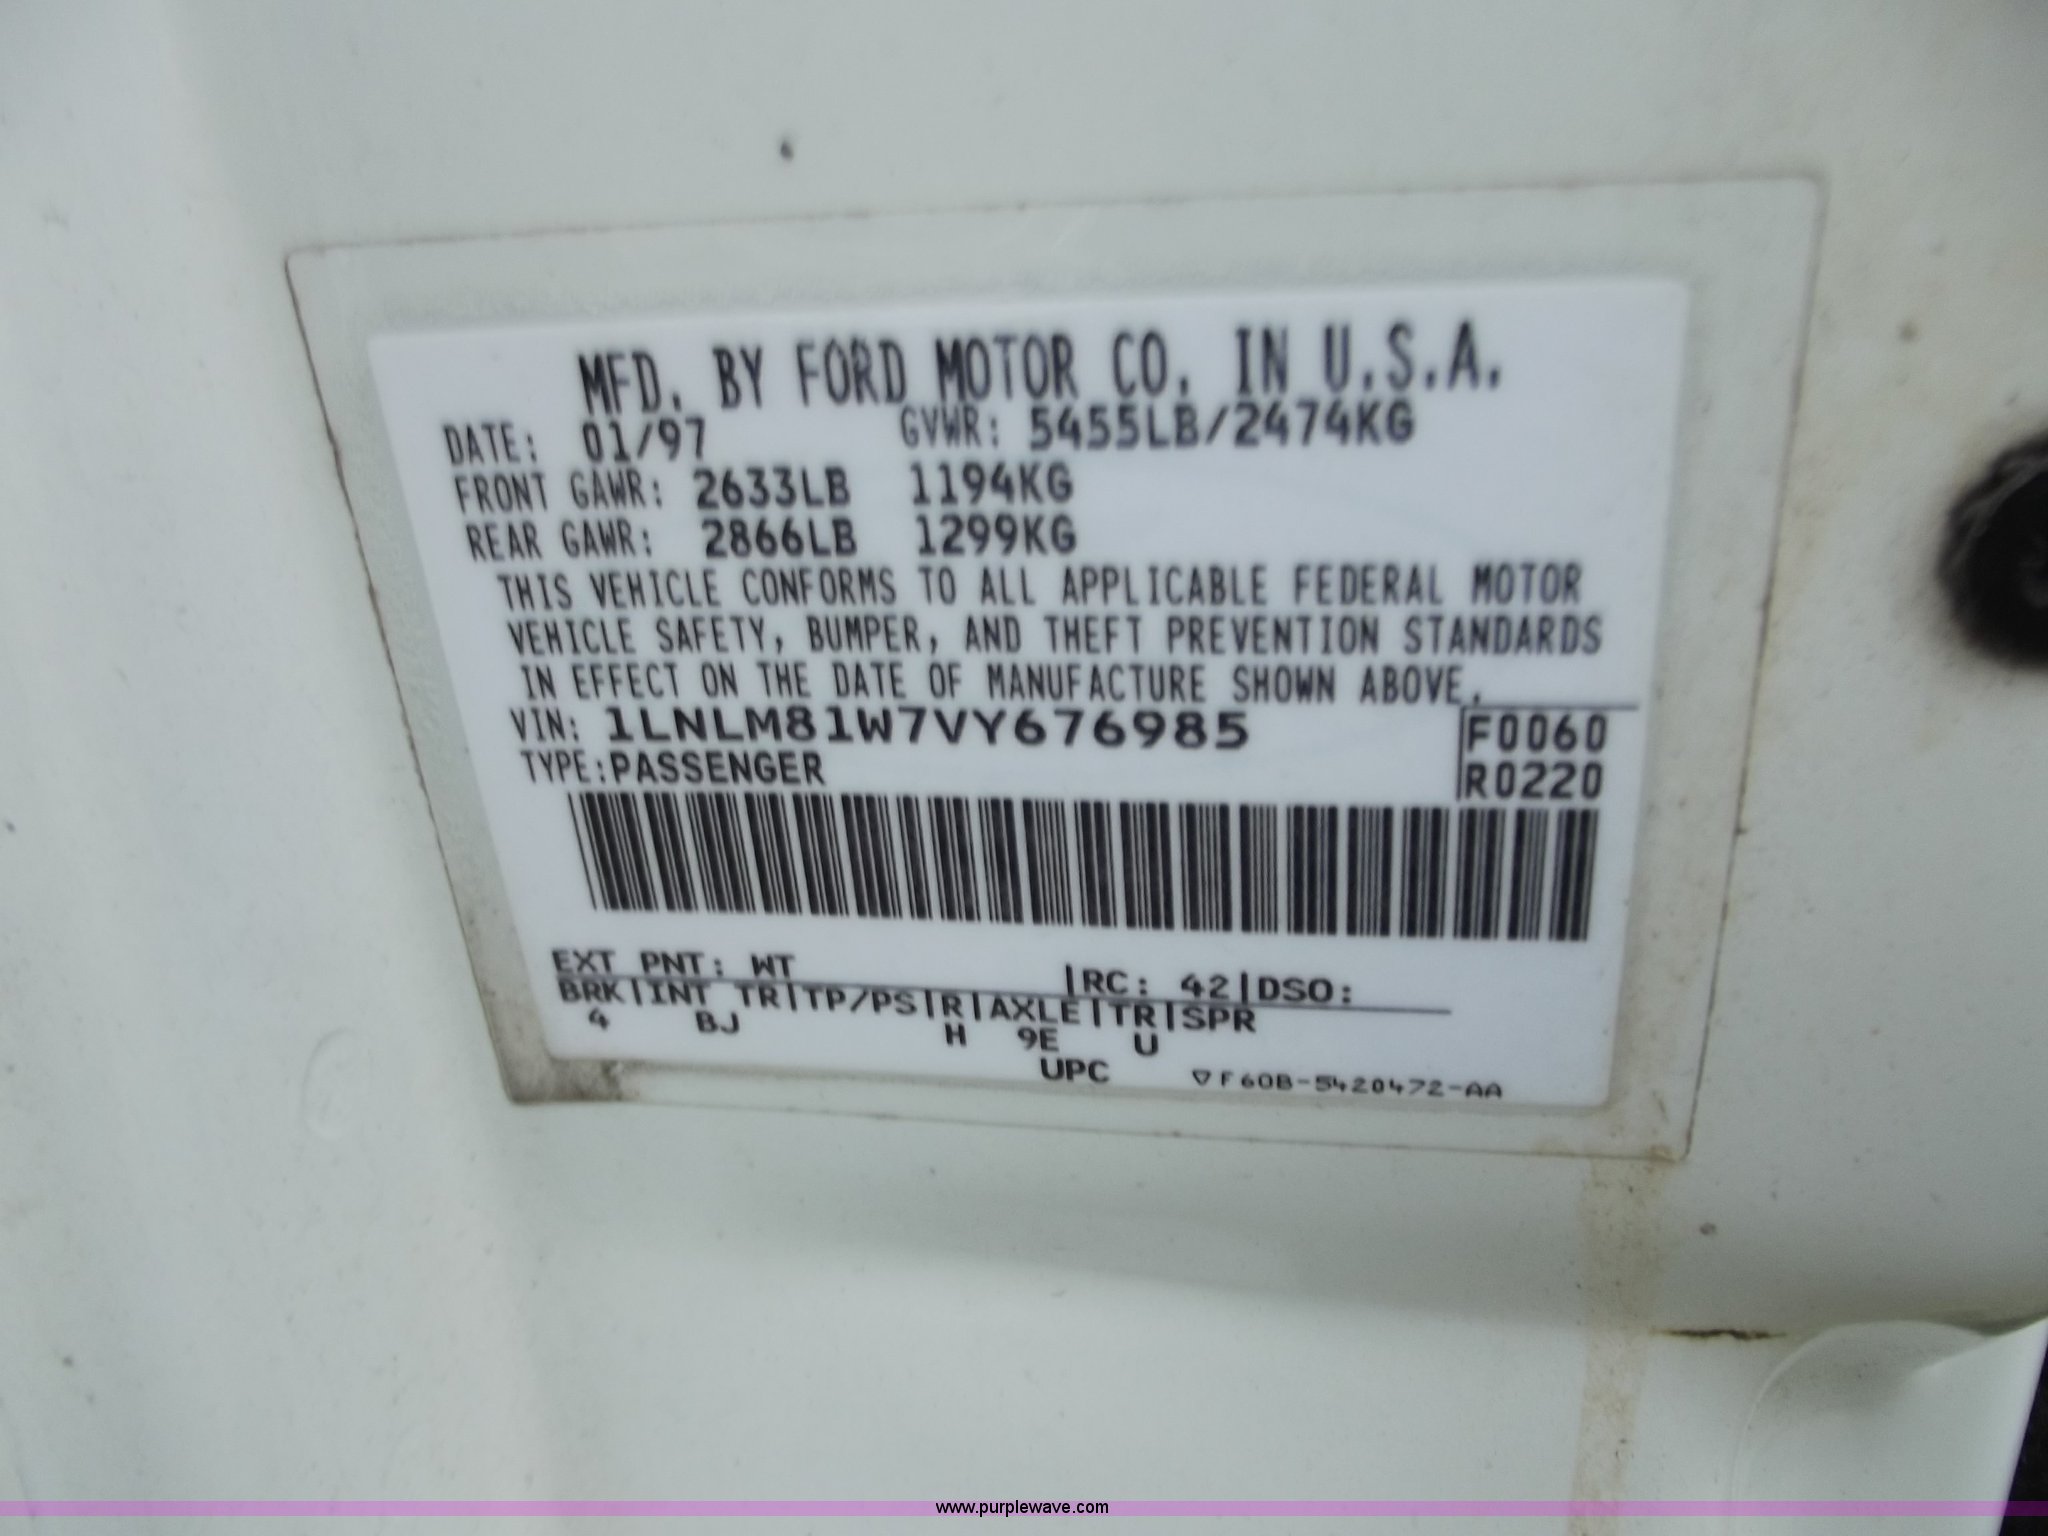 MFD. BY FORD MOTOR CO. IN U.S.A.
DATE: 01/97 GVWR: 5455LB/2474KG
FRONT GAWR: 2633LB 1194KG
REAR GAWR: 2866LB 1299KG
THIS VEHICLE CONFORMS TO ALL APPLICABLE FEDERAL MOTOR
VEHICLE SAFETY, BUMPER, AND THEFT PREVENTION STANDARDS
IN EFFECT ON THE DATE OF MANUFACTURE SHOWN ABOVE.
VIN: 1LNLM81W7VY676985 F0060
TYPE: PASSENGER R0220
EXT PNT: WT |RC: 42|DSO:
BRK|INT TR|TP/PS|R|AXLE|TR|SPR
4 BJ H 9E U
UPC ▽F60B-5420472-AA
www.purplewave.com